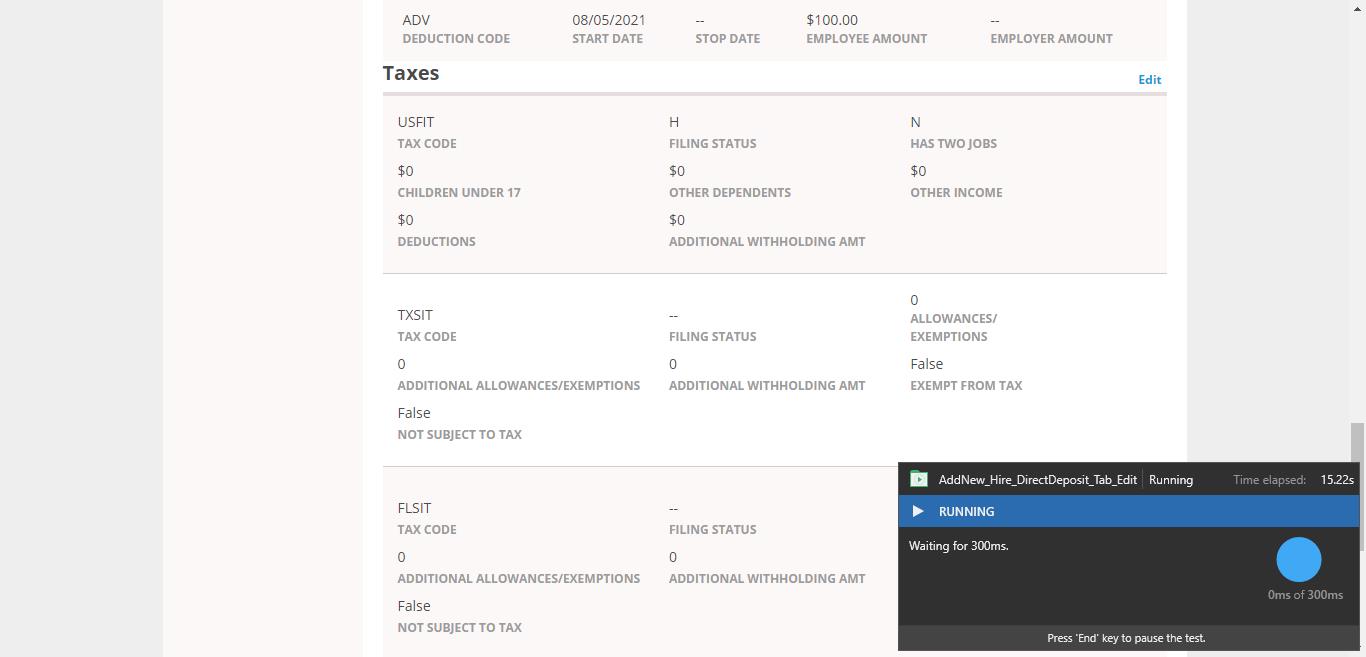 ADV 08/05/2021 -- $100.00 --
DEDUCTION CODE START DATE STOP DATE EMPLOYEE AMOUNT EMPLOYER AMOUNT
Taxes
Edit
USFIT H N
TAX CODE FILING STATUS HAS TWO JOBS
$0 $0 $0
CHILDREN UNDER 17 OTHER DEPENDENTS OTHER INCOME
$0 $0
DEDUCTIONS ADDITIONAL WITHHOLDING AMT
0
TXSIT --
ALLOWANCES/
TAX CODE FILING STATUS EXEMPTIONS
0 0 False
ADDITIONAL ALLOWANCES/EXEMPTIONS ADDITIONAL WITHHOLDING AMT EXEMPT FROM TAX
False
NOT SUBJECT TO TAX
FLSIT --
TAX CODE FILING STATUS
0 0
ADDITIONAL ALLOWANCES/EXEMPTIONS ADDITIONAL WITHHOLDING AMT
False
NOT SUBJECT TO TAX
AddNew_Hire_DirectDeposit_Tab_Edit Running Time elapsed: 15.22s
RUNNING
Waiting for 300ms.
0ms of 300ms
Press 'End' key to pause the test.